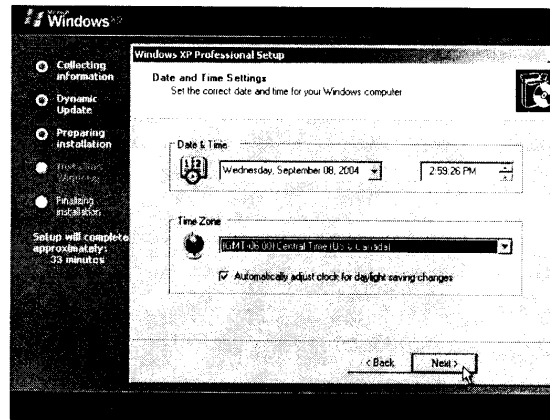 Microsoft
Windows xp
Collecting
information
Dynamic
Update
Preparing
installation
Installing
Windows
Finalizing
installation
Setup will complete
approximately:
33 minutes
Windows XP Professional Setup
Date and Time Settings
Set the correct date and time for your Windows computer
Date & Time
Wednesday, September 08, 2004 2:59:26 PM
Time Zone
(GMT-06:00) Central Time (US & Canada)
Automatically adjust clock for daylight saving changes
< Back Next >